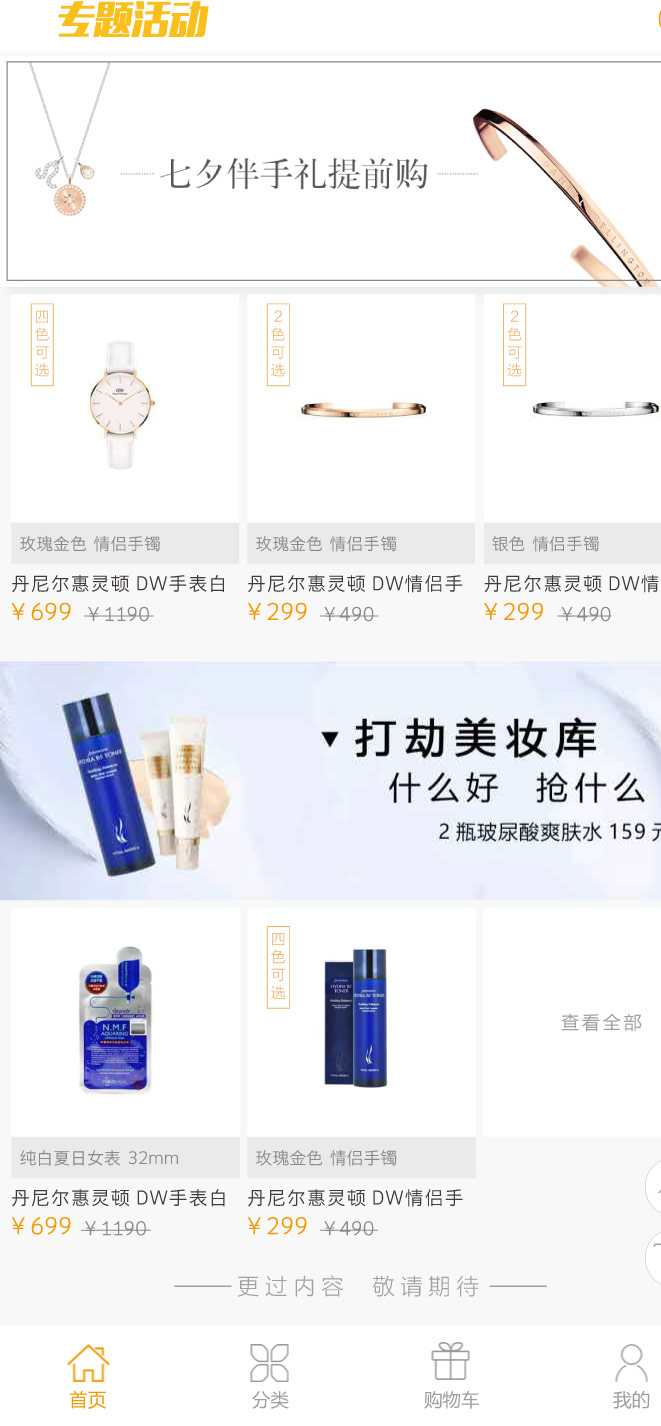 专题活动
七夕伴手礼提前购
四色可选
2色可选
2色可选
玫瑰金色 情侣手镯
玫瑰金色 情侣手镯
银色 情侣手镯
丹尼尔惠灵顿 DW手表白
丹尼尔惠灵顿 DW情侣手
丹尼尔惠灵顿 DW情
¥699 ¥1190
¥299 ¥490
¥299 ¥490
HYDRA B5 TONER
打劫美妆库
什么好 抢什么
2瓶玻尿酸爽肤水 159
四色可选
N.M.F
AQUARING
HYDRA B5
TONER
查看全部
纯白夏日女表 32mm
玫瑰金色 情侣手镯
丹尼尔惠灵顿 DW手表白
丹尼尔惠灵顿 DW情侣手
¥699 ¥1190
¥299 ¥490
更过内容 敬请期待
首页
分类
购物车
我的